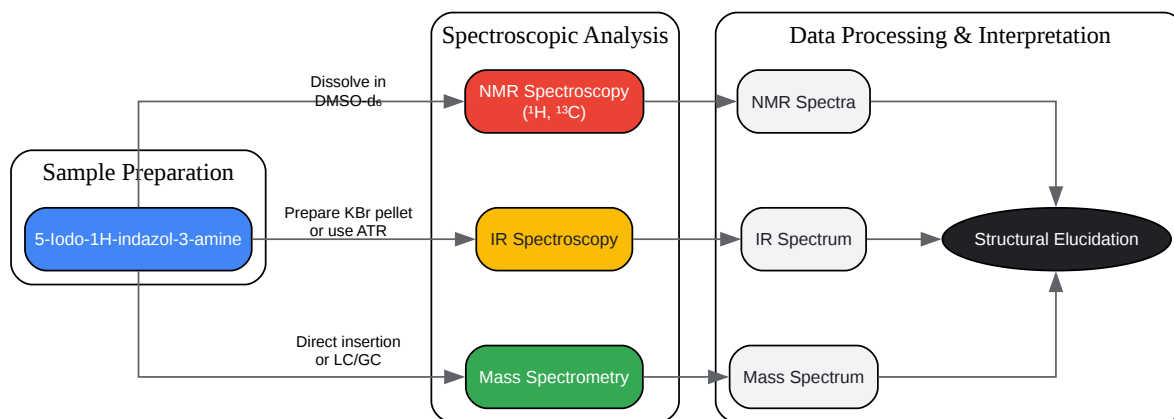 Spectroscopic Analysis
Data Processing & Interpretation
Dissolve in
DMSO-d₆
NMR Spectroscopy
(¹H, ¹³C)
NMR Spectra
Sample Preparation
5-Iodo-1H-indazol-3-amine
Prepare KBr pellet
or use ATR
IR Spectroscopy
IR Spectrum
Structural Elucidation
Direct insertion
or LC/GC
Mass Spectrometry
Mass Spectrum